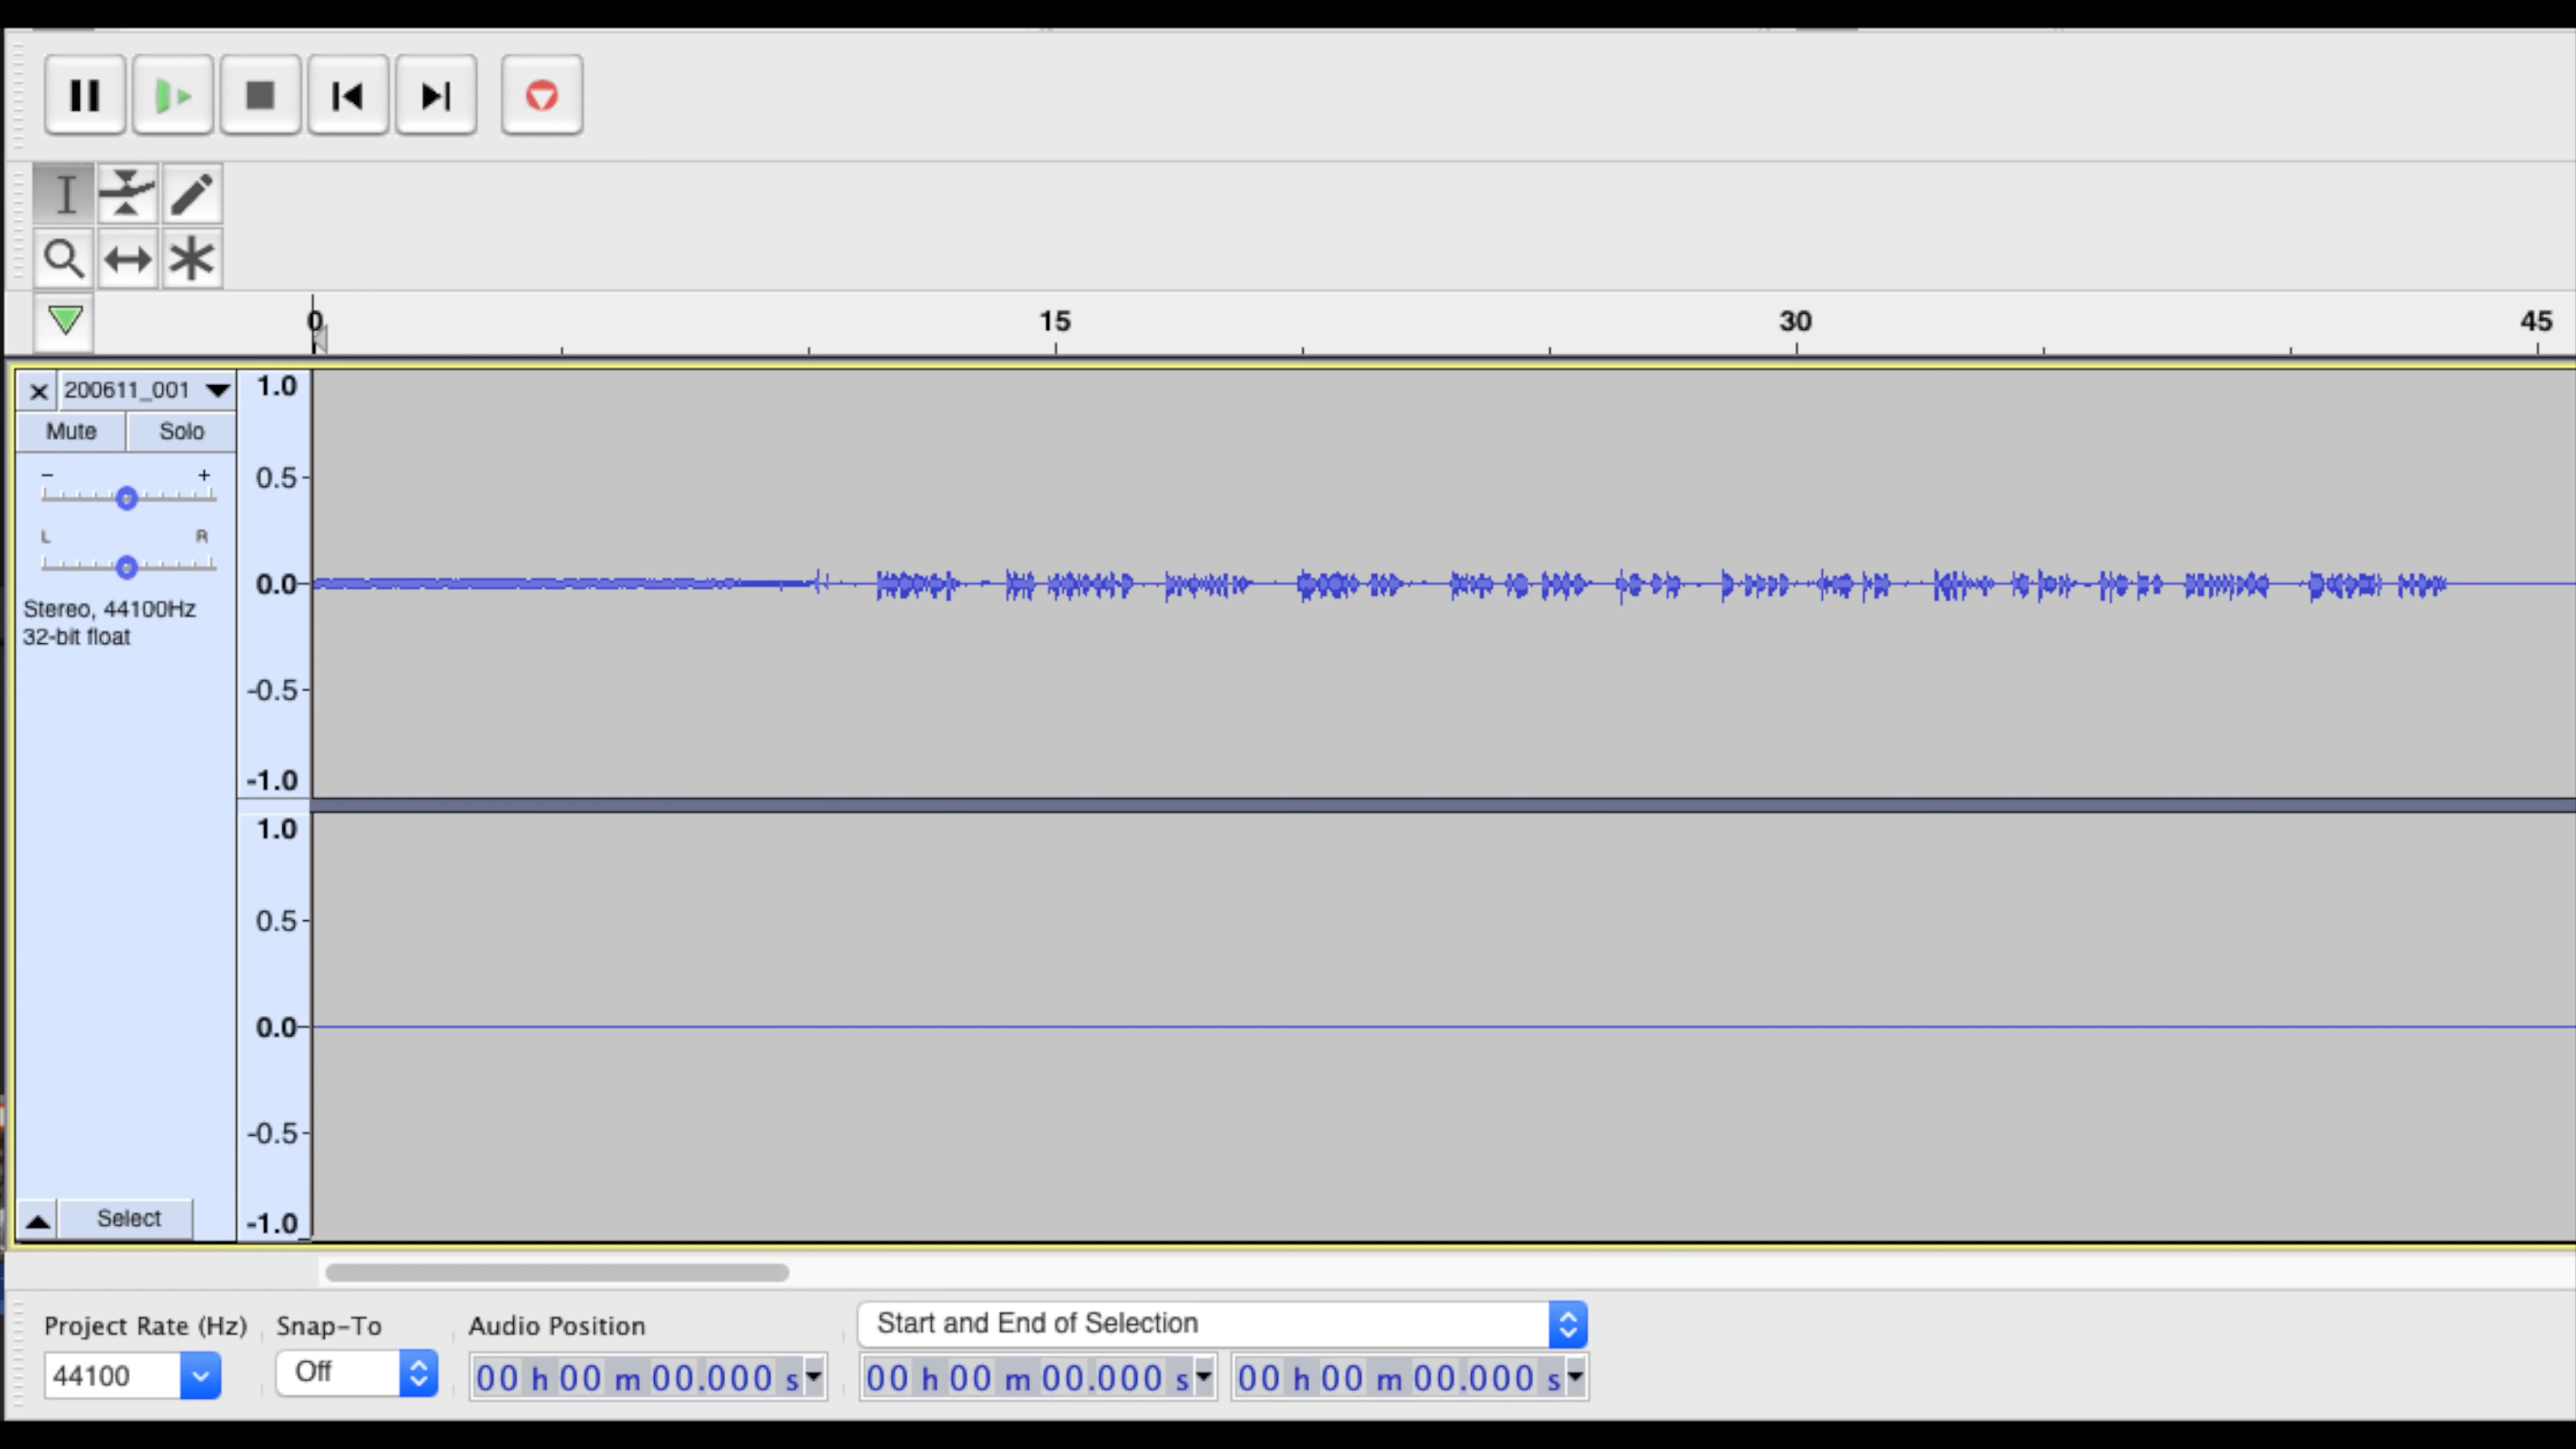 0 15 30 45
200611_001
Mute Solo
- +
L R
Stereo, 44100Hz
32-bit float
1.0
0.5
0.0
-0.5
-1.0
1.0
0.5
0.0
-0.5
-1.0
Select
Project Rate (Hz) Snap-To Audio Position Start and End of Selection
44100 Off 00 h 00 m 00.000 s 00 h 00 m 00.000 s 00 h 00 m 00.000 s